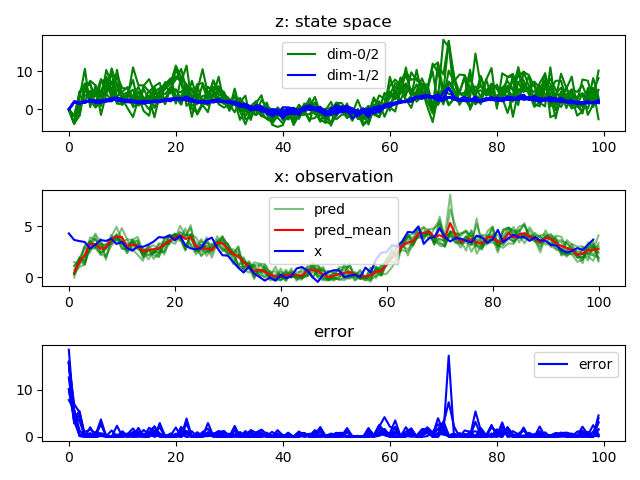 z: state space
10
0
dim-0/2
dim-1/2
0 20 40 60 80 100
x: observation
5
0
pred
pred_mean
x
0 20 40 60 80 100
error
10
0
error
0 20 40 60 80 100